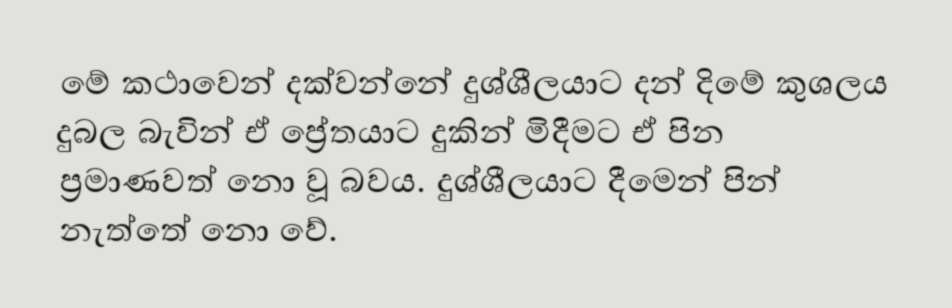 මේ කථාවෙන් දක්වන්නේ දුශ්ශීලයාට දන් දිමේ කුශලය
දුබල බැවින් ඒ ප්‍රේතයාට දුකින් මිදීමට ඒ පින
ප්‍රමාණවත් නො වූ බවය. දුශ්ශීලයාට දීමෙන් පින්
නැත්තේ නො වේ.